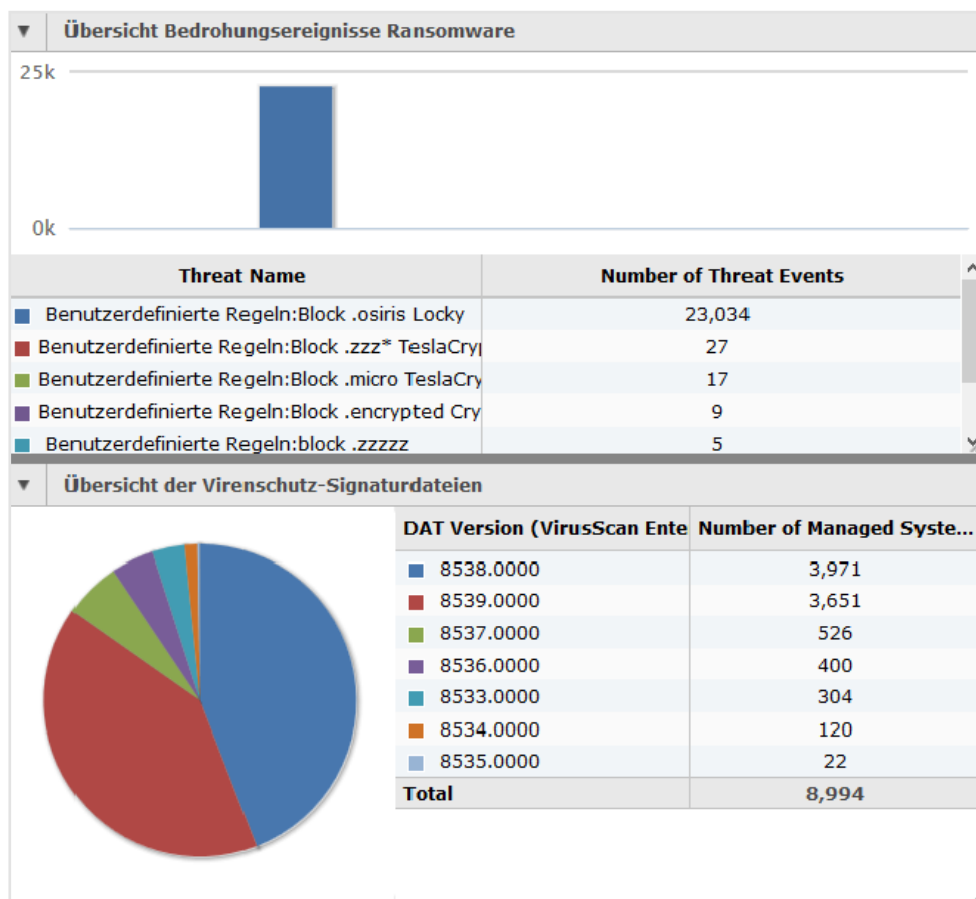 Übersicht Bedrohungsereignisse Ransomware
25k
0k
Threat Name Number of Threat Events
Benutzerdefinierte Regeln:Block .osiris Locky 23,034
Benutzerdefinierte Regeln:Block .zzz* TeslaCryp 27
Benutzerdefinierte Regeln:Block .micro TeslaCry 17
Benutzerdefinierte Regeln:Block .encrypted Cry 9
Benutzerdefinierte Regeln:block .zzzzz 5
Übersicht der Virenschutz-Signaturdateien
DAT Version (VirusScan Ente Number of Managed Syste...
8538.0000 3,971
8539.0000 3,651
8537.0000 526
8536.0000 400
8533.0000 304
8534.0000 120
8535.0000 22
Total 8,994